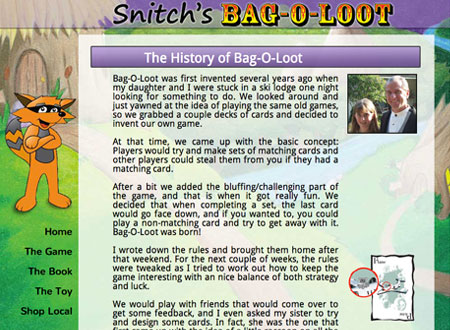 Snitch's BAG-O-LOOT
The History of Bag-O-Loot
Bag-O-Loot was first invented several years ago when
my daughter and I were stuck in a ski lodge one night
looking for something to do. We looked around and
just yawned at the idea of playing the same old games,
so we grabbed a couple decks of cards and decided to
invent our own game.
At that time, we came up with the basic concept:
Players would try and make sets of matching cards and
other players could steal them from you if they had a
matching card.
After a bit we added the bluffing/challenging part of
the game, and that is when it got really fun. We
decided that when completing a set, the last card
would go face down, and if you wanted to, you could
play a non-matching card and try to get away with it.
Bag-O-Loot was born!
I wrote down the rules and brought them home after
that weekend. For the next couple of weeks, the rules
were tweaked as I tried to work out how to keep the
game interesting with an nice balance of both strategy
and luck.
We would play with friends that would come over to
get some feedback, and I even asked my sister to try
and design some cards. In fact, she was the one that
Home
The Game
The Book
The Toy
Shop Local